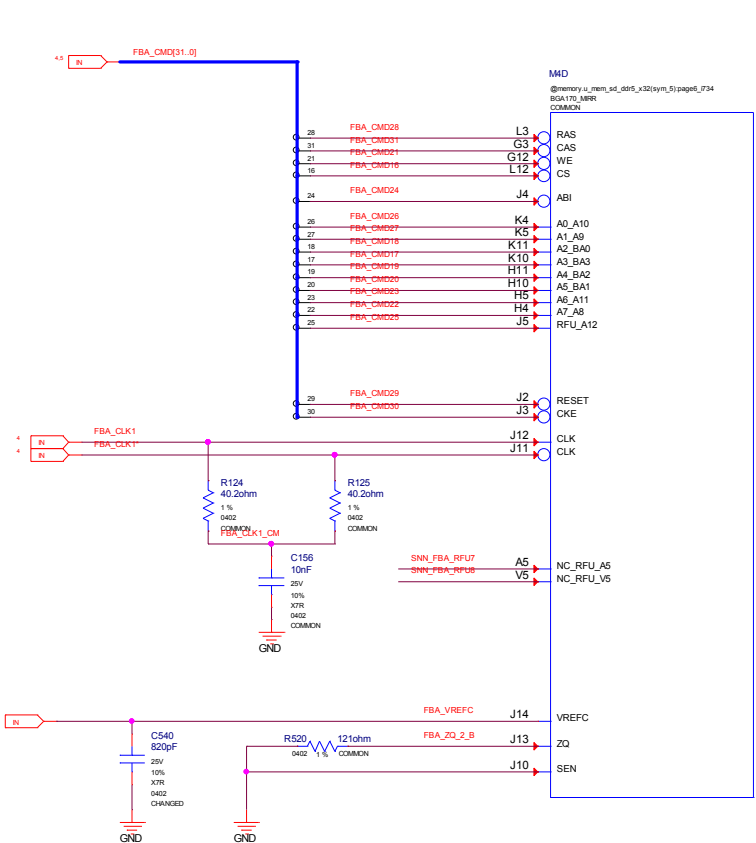 FBA_CMD[31..0]
4,5 IN
M4D
@memory.u_mem_sd_ddr5_x32(sym_5):page6_i734
BGA170_MIRR
COMMON
28 FBA_CMD28 L3 RAS
31 FBA_CMD31 G3 CAS
21 FBA_CMD21 G12 WE
16 FBA_CMD16 L12 CS
24 FBA_CMD24 J4 ABI
26 FBA_CMD26 K4 A0_A10
27 FBA_CMD27 K5 A1_A9
18 FBA_CMD18 K11 A2_BA0
17 FBA_CMD17 K10 A3_BA3
19 FBA_CMD19 H11 A4_BA2
20 FBA_CMD20 H10 A5_BA1
23 FBA_CMD23 H5 A6_A11
22 FBA_CMD22 H4 A7_A8
25 FBA_CMD25 J5 RFU_A12
29 FBA_CMD29 J2 RESET
30 FBA_CMD30 J3 CKE
4 IN FBA_CLK1 J12 CLK
4 IN FBA_CLK1* J11 CLK
R124
40.2ohm
1 %
0402
COMMON
R125
40.2ohm
1 %
0402
COMMON
FBA_CLK1_CM
C156
10nF
25V
10%
X7R
0402
COMMON
GND
SNN_FBA_RFU7 A5 NC_RFU_A5
SNN_FBA_RFU8 V5 NC_RFU_V5
IN FBA_VREFC J14 VREFC
C540
820pF
25V
10%
X7R
0402
CHANGED
GND
R520 121ohm FBA_ZQ_2_B J13 ZQ
0402 1 % COMMON
J10 SEN
GND